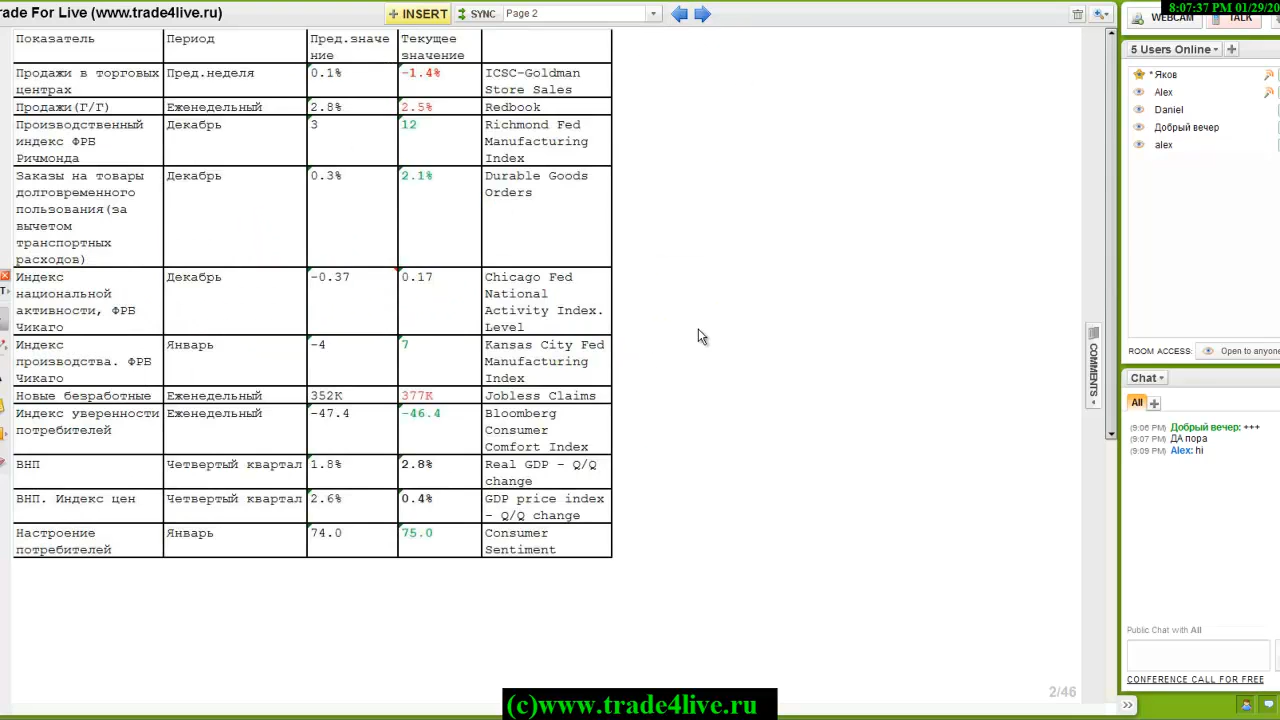 rade For Live (www.trade4live.ru)
INSERT
SYNC
Page 2
8:07:37 PM 01/29/20
WEBCAM
TALK
Показатель Период Пред.значе Текущее
ние значение
Продажи в торговых Пред.неделя 0.1% -1.4% ICSC-Goldman
центрах Store Sales
Продажи(Г/Г) Еженедельный 2.8% 2.5% Redbook
Производственный Декабрь 3 12 Richmond Fed
индекс ФРБ Manufacturing
Ричмонда Index
Заказы на товары Декабрь 0.3% 2.1% Durable Goods
долговременного Orders
пользования(за
вычетом
транспортных
расходов)
Индекс Декабрь -0.37 0.17 Chicago Fed
национальной National
активности, ФРБ Activity Index.
Чикаго Level
Индекс Январь -4 7 Kansas City Fed
производства. ФРБ Manufacturing
Чикаго Index
Новые безработные Еженедельный 352K 377K Jobless Claims
Индекс уверенности Еженедельный -47.4 -46.4 Bloomberg
потребителей Consumer
Comfort Index
ВНП Четвертый квартал 1.8% 2.8% Real GDP - Q/Q
change
ВНП. Индекс цен Четвертый квартал 2.6% 0.4% GDP price index
- Q/Q change
Настроение Январь 74.0 75.0 Consumer
потребителей Sentiment
2/46
(c)www.trade4live.ru
COMMENTS
5 Users Online
* Яков
Alex
Daniel
Добрый вечер
alex
ROOM ACCESS: Open to anyone
Chat
All
(9:06 PM) Добрый вечер: +++
(9:07 PM) ДА пора
(9:09 PM) Alex: hi
Public Chat with All
CONFERENCE CALL FOR FREE